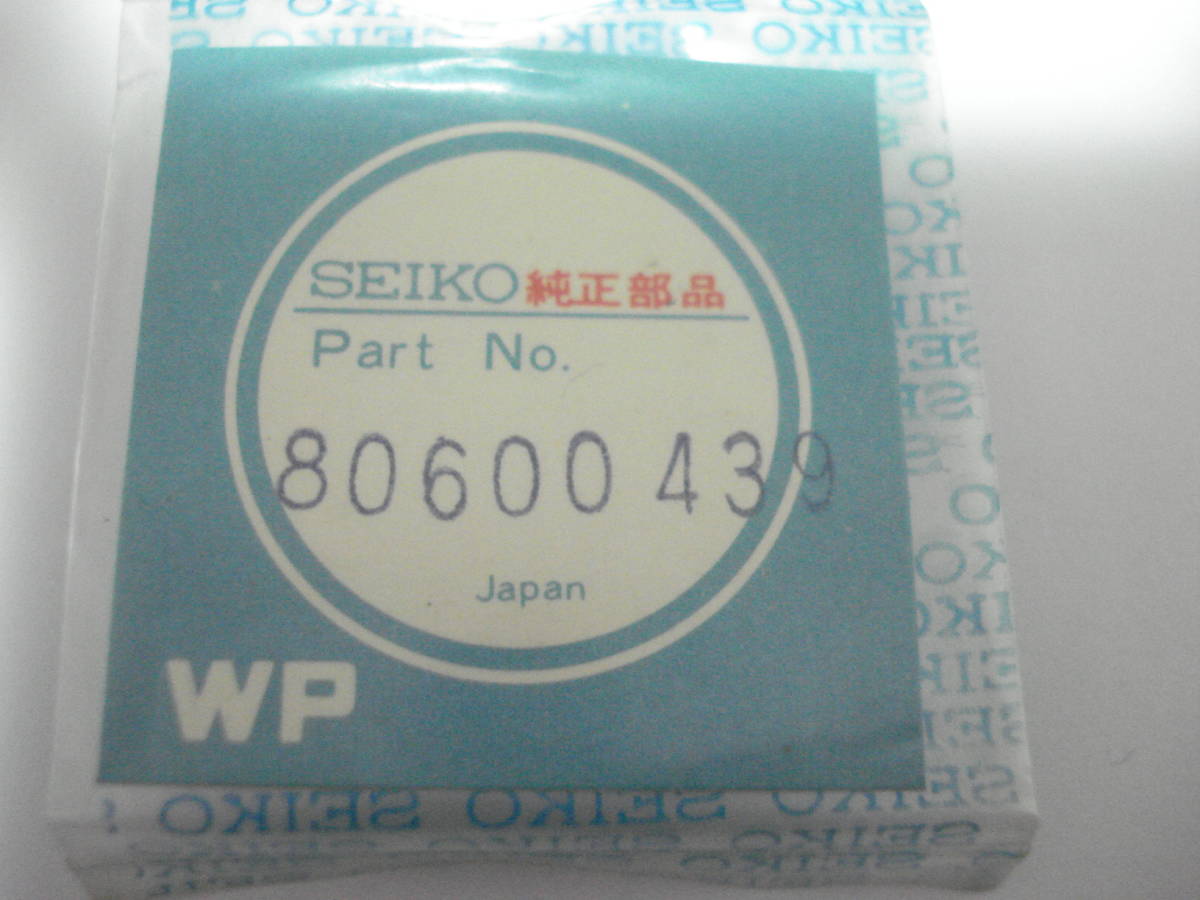 SEIKO 純正部品
Part No.
80600439
Japan
WP